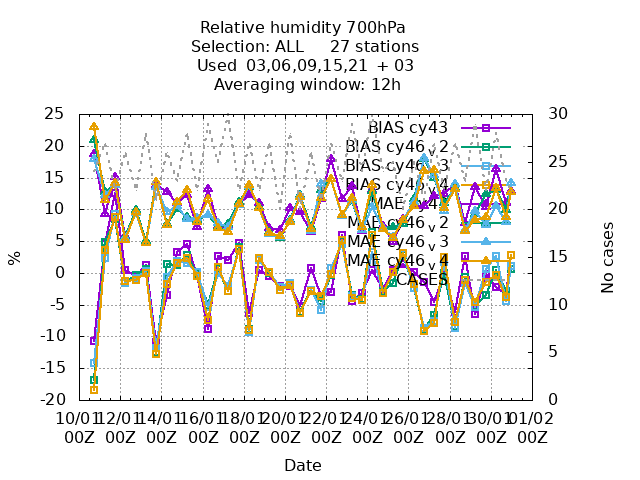 Relative humidity 700hPa
Selection: ALL 27 stations
Used 03,06,09,15,21 + 03
Averaging window: 12h
25
20
15
10
5
0
-5
-10
-15
-20
%
30
25
20
15
10
5
0
No cases
BIAS cy43
BIAS cy46_v2
BIAS cy46_v3
BIAS cy46_v4
MAE cy43
MAE cy46_v2
MAE cy46_v3
MAE cy46_v4
CASES
10/01 12/01 14/01 16/01 18/01 20/01 22/01 24/01 26/01 28/01 30/01 01/02
00Z 00Z 00Z 00Z 00Z 00Z 00Z 00Z 00Z 00Z 00Z 00Z
Date